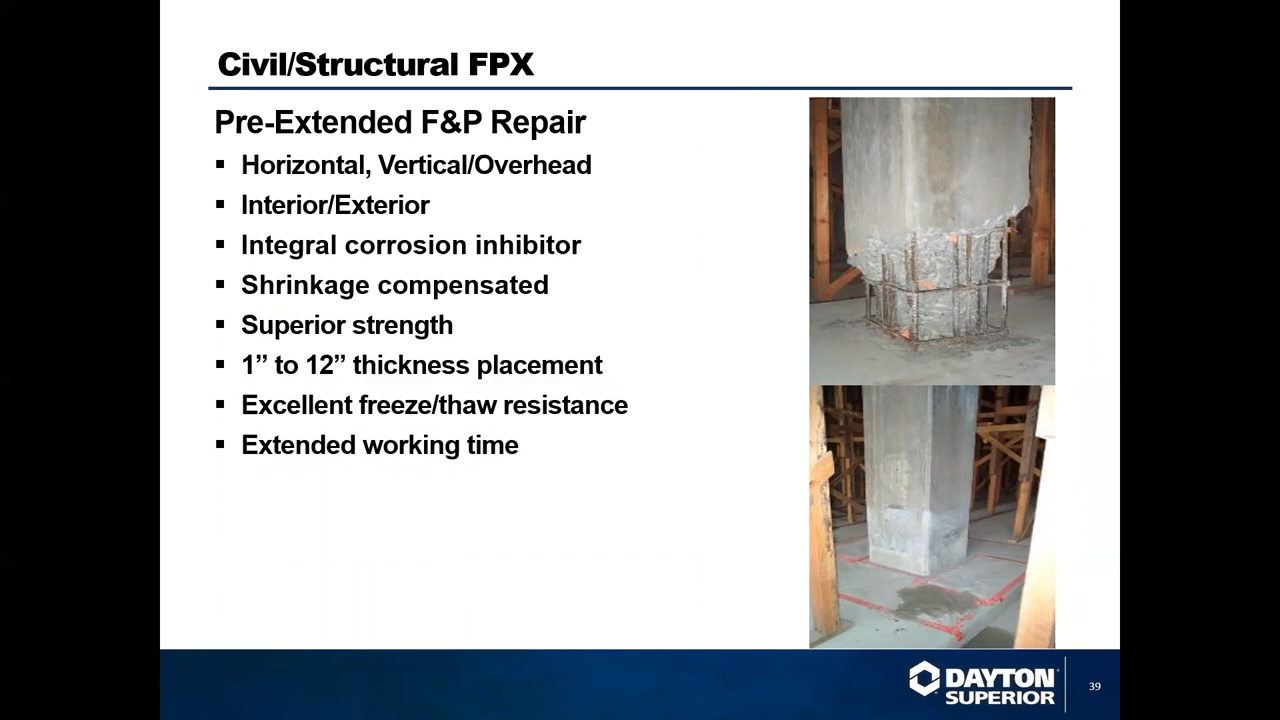 Civil/Structural FPX
Pre-Extended F&P Repair
▪ Horizontal, Vertical/Overhead
▪ Interior/Exterior
▪ Integral corrosion inhibitor
▪ Shrinkage compensated
▪ Superior strength
▪ 1” to 12” thickness placement
▪ Excellent freeze/thaw resistance
▪ Extended working time
DAYTON
SUPERIOR
39